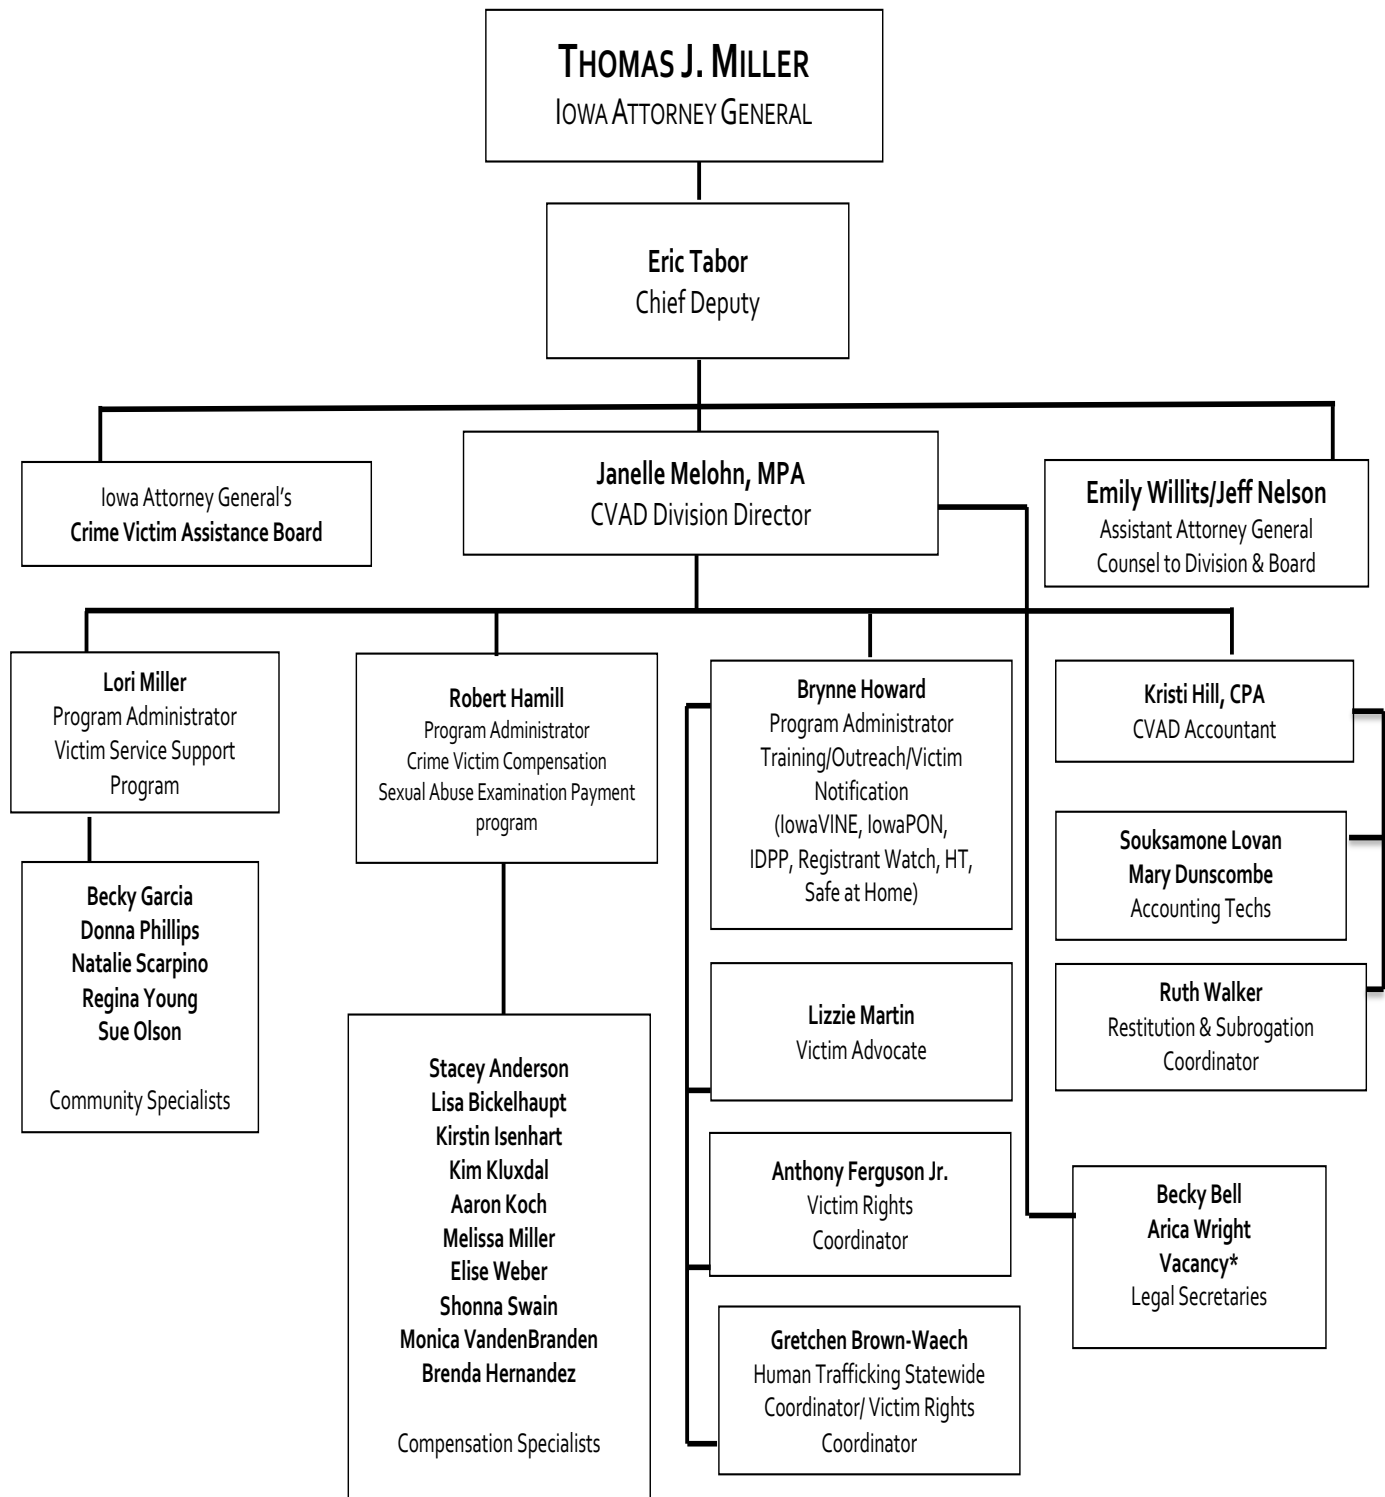 THOMAS J. MILLER
IOWA ATTORNEY GENERAL
Eric Tabor
Chief Deputy
Iowa Attorney General's
Crime Victim Assistance Board
Janelle Melohn, MPA
CVAD Division Director
Emily Willits/Jeff Nelson
Assistant Attorney General
Counsel to Division & Board
Lori Miller
Program Administrator
Victim Service Support
Program
Robert Hamill
Program Administrator
Crime Victim Compensation
Sexual Abuse Examination Payment
program
Brynne Howard
Program Administrator
Training/Outreach/Victim
Notification
(IowaVINE, IowaPON,
IDPP, Registrant Watch, HT,
Safe at Home)
Kristi Hill, CPA
CVAD Accountant
Becky Garcia
Donna Phillips
Natalie Scarpino
Regina Young
Sue Olson
Community Specialists
Stacey Anderson
Lisa Bickelhaupt
Kirstin Isenhart
Kim Kluxdal
Aaron Koch
Melissa Miller
Elise Weber
Shonna Swain
Monica VandenBranden
Brenda Hernandez
Compensation Specialists
Lizzie Martin
Victim Advocate
Anthony Ferguson Jr.
Victim Rights
Coordinator
Gretchen Brown-Waech
Human Trafficking Statewide
Coordinator/ Victim Rights
Coordinator
Souksamone Lovan
Mary Dunscombe
Accounting Techs
Ruth Walker
Restitution & Subrogation
Coordinator
Becky Bell
Arica Wright
Vacancy*
Legal Secretaries